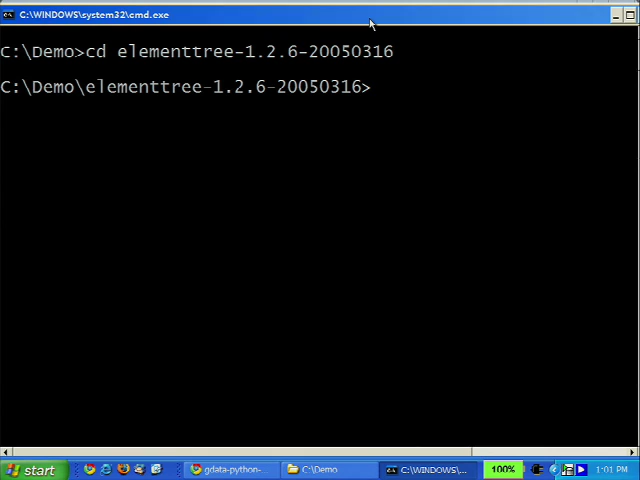 C:\WINDOWS\system32\cmd.exe
C:\Demo>cd elementtree-1.2.6-20050316
C:\Demo\elementtree-1.2.6-20050316>
start
gdata-python-...
C:\Demo
C:\WINDOWS\...
100%
1:01 PM